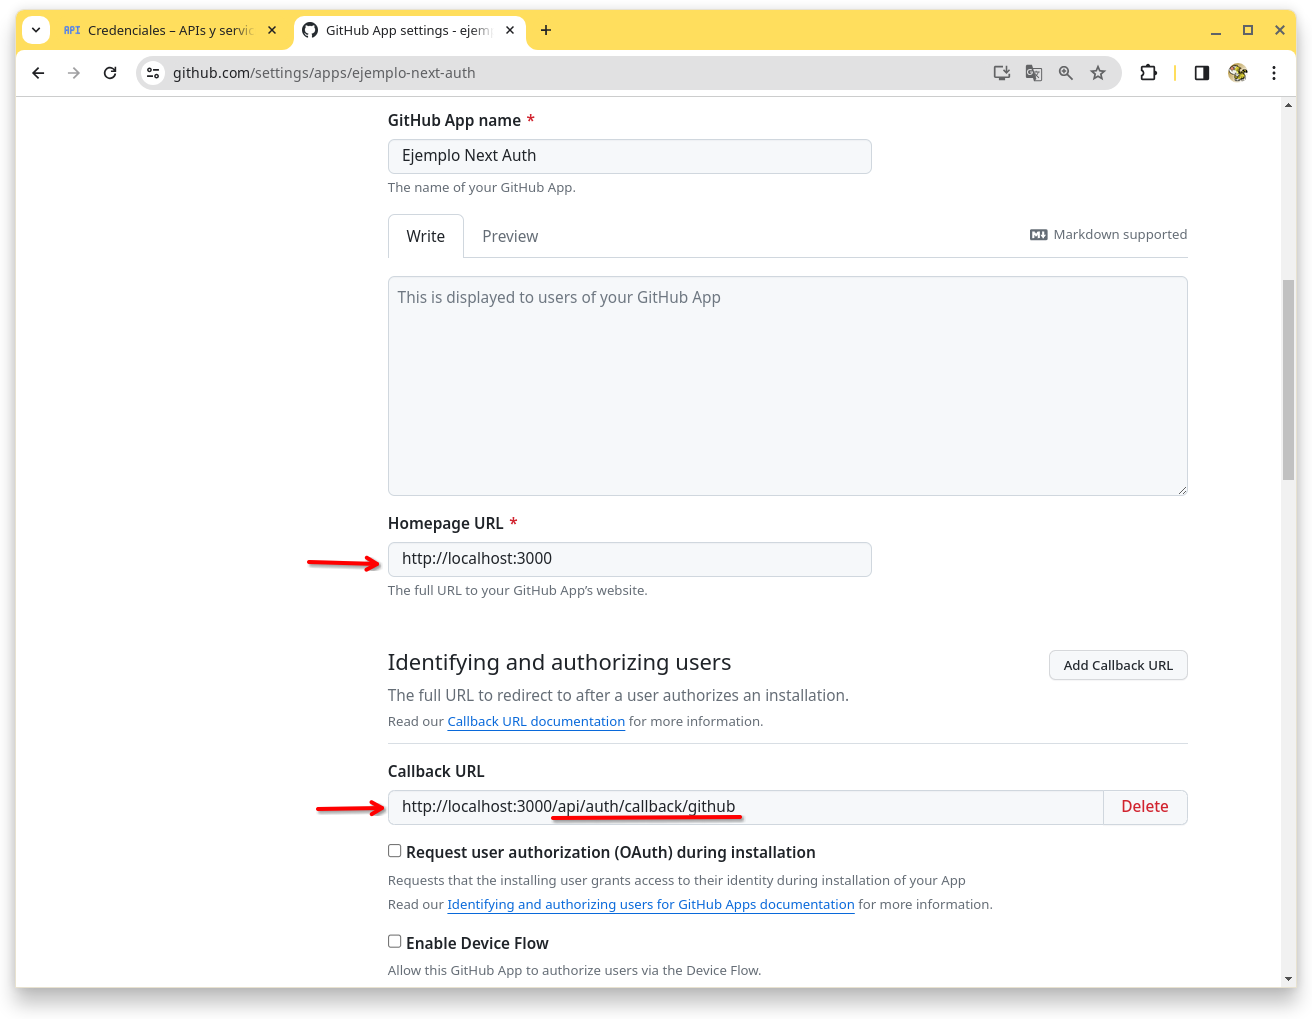 API Credenciales – APIs y servic
GitHub App settings - ejem
github.com/settings/apps/ejemplo-next-auth
GitHub App name *
Ejemplo Next Auth
The name of your GitHub App.
Write Preview Markdown supported
This is displayed to users of your GitHub App
Homepage URL *
http://localhost:3000
The full URL to your GitHub App’s website.
Identifying and authorizing users
Add Callback URL
The full URL to redirect to after a user authorizes an installation.
Read our Callback URL documentation for more information.
Callback URL
http://localhost:3000/api/auth/callback/github Delete
Request user authorization (OAuth) during installation
Requests that the installing user grants access to their identity during installation of your App
Read our Identifying and authorizing users for GitHub Apps documentation for more information.
Enable Device Flow
Allow this GitHub App to authorize users via the Device Flow.